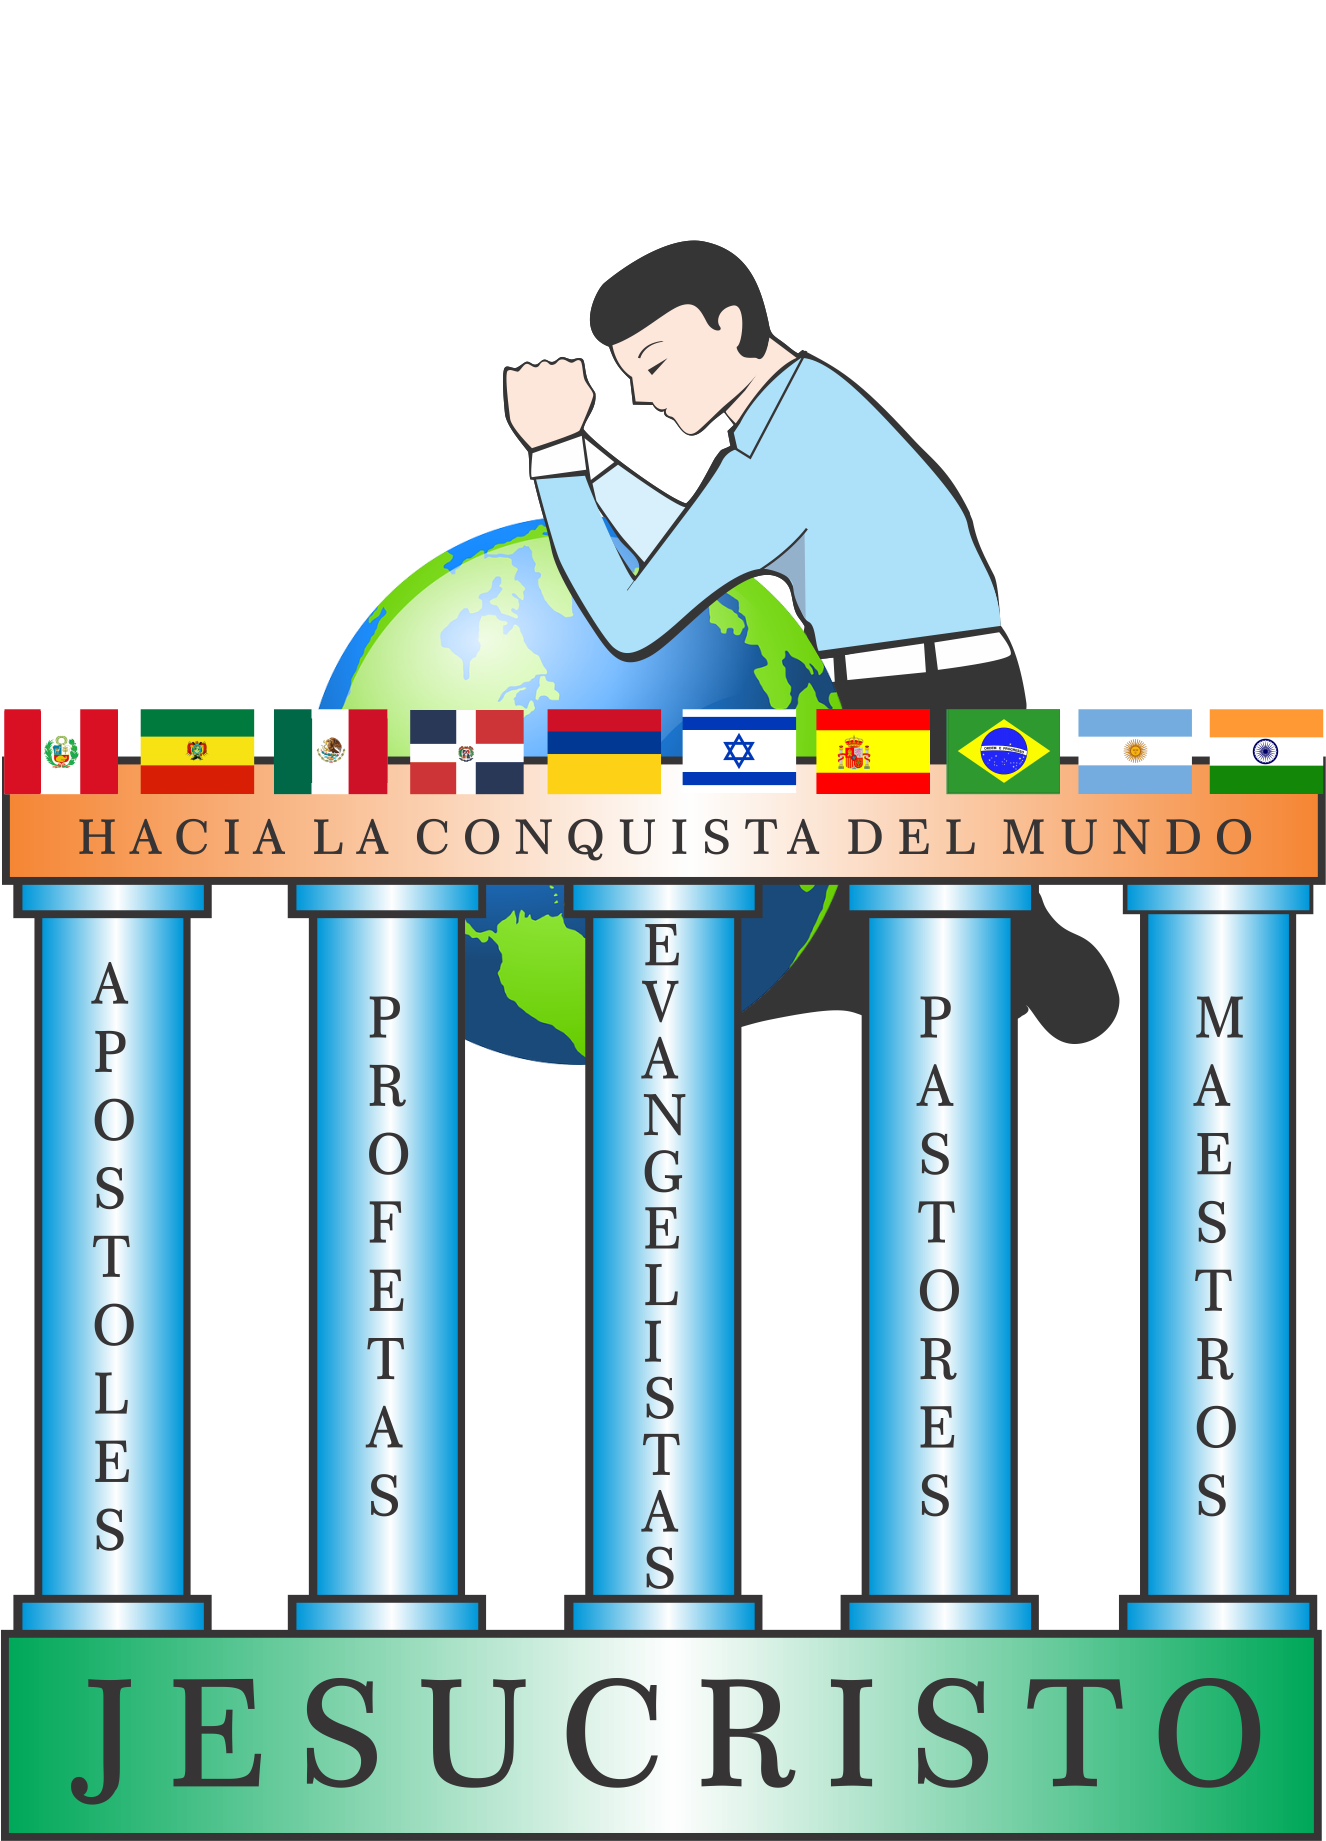 HACIA LA CONQUISTA DEL MUNDO
APOSTOLES
PROFETAS
EVANGELISTAS
PASTORES
MAESTROS
JESUCRISTO